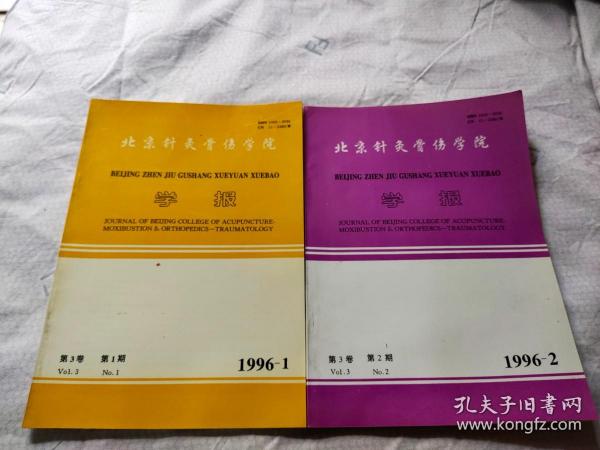 北京针灸骨伤学院
BEIJING ZHEN JIU GUSHANG XUEYUAN XUEBAO
学报
JOURNAL OF BEIJING COLLEGE OF ACUPUNCTURE-
MOXIBUSTION & ORTHOPEDICS—TRAUMATOLOGY
第3卷 第1期
Vol.3 No.1
1996-1
北京针灸骨伤学院
BEIJING ZHEN JIU GUSHANG XUEYUAN XUEBAO
学报
JOURNAL OF BEIJING COLLEGE OF ACUPUNCTURE-
MOXIBUSTION & ORTHOPEDICS—TRAUMATOLOGY
第3卷 第2期
Vol.3 No.2
1996-2
孔夫子旧书网
www.kongfz.com